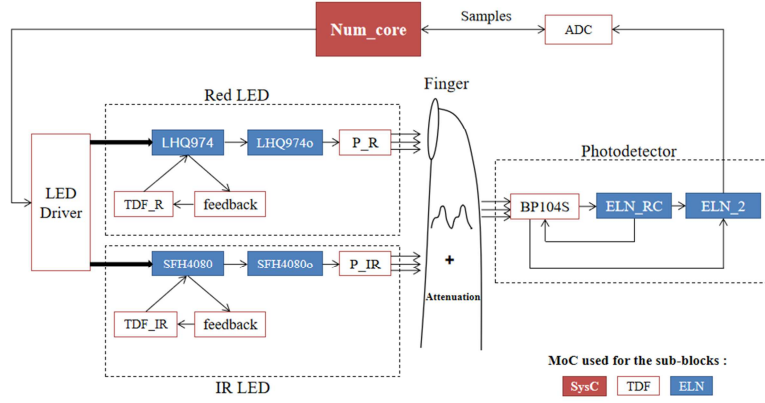 Num_core
Samples
ADC
Red LED
Finger
LHQ974
LHQ974o
P_R
TDF_R
feedback
LED
Driver
Photodetector
BP104S
ELN_RC
ELN_2
SFH4080
SFH4080o
P_IR
TDF_IR
feedback
+
Attenuation
IR LED
MoC used for the sub-blocks :
SysC
TDF
ELN